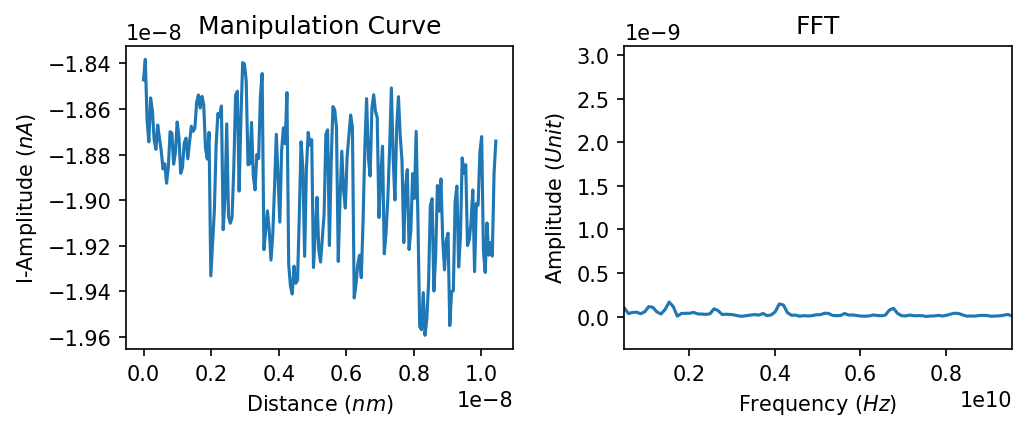 Manipulation Curve
1e−8
−1.84
−1.86
−1.88
−1.90
−1.92
−1.94
−1.96
I-Amplitude (nA)
0.0 0.2 0.4 0.6 0.8 1.0
1e−8
Distance (nm)
FFT
1e−9
3.0
2.5
2.0
1.5
1.0
0.5
0.0
Amplitude (Unit)
0.2 0.4 0.6 0.8
1e10
Frequency (Hz)